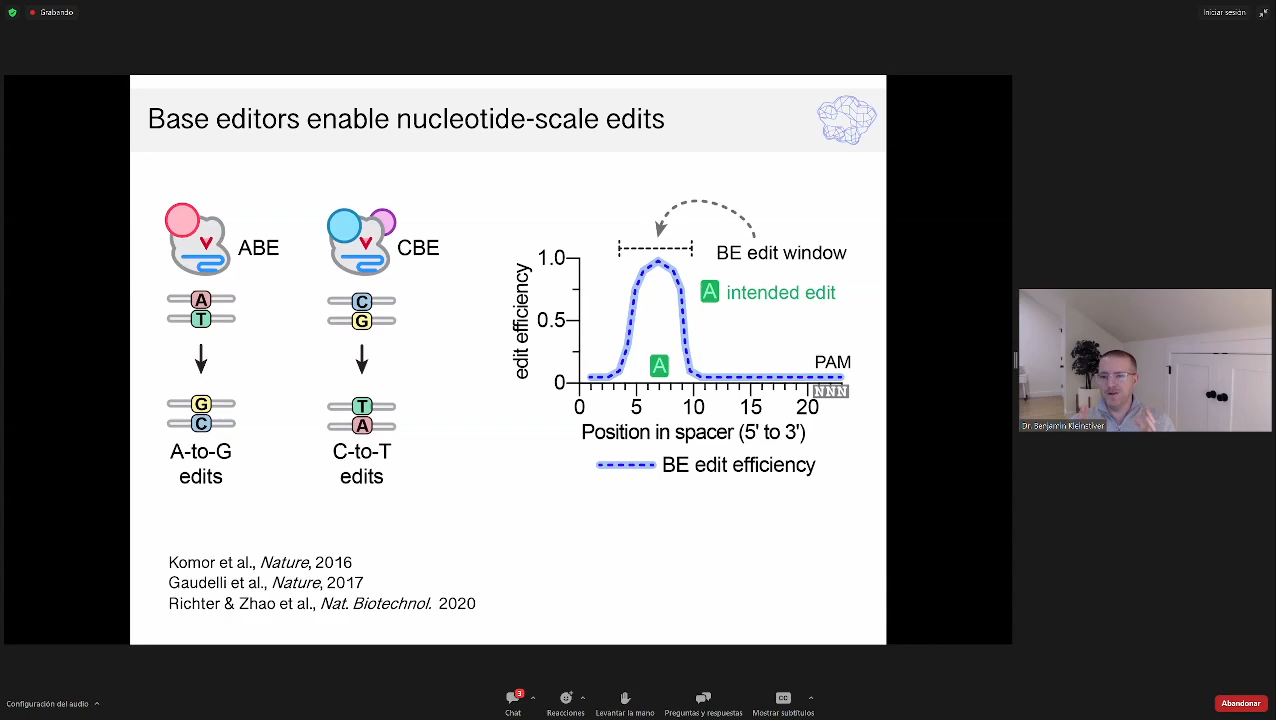 Grabando
Iniciar sesión
Base editors enable nucleotide-scale edits
ABE
CBE
A
T
C
G
G
C
T
A
A-to-G
edits
C-to-T
edits
BE edit window
A intended edit
edit efficiency
1.0
0.5
0
A
PAM
NNN
0 5 10 15 20
Position in spacer (5' to 3')
BE edit efficiency
Komor et al., Nature, 2016
Gaudelli et al., Nature, 2017
Richter & Zhao et al., Nat. Biotechnol. 2020
Dr. Benjamin Kleinstiver
Configuración del audio
3
Chat
Reacciones
Levantar la mano
Preguntas y respuestas
CC
Mostrar subtítulos
Abandonar